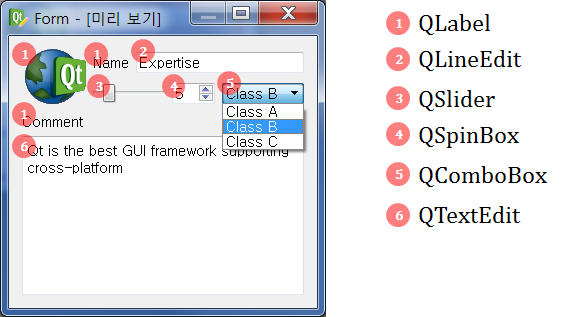 Qt Form - [미리 보기]
1 Qt 1 Name 2 Expertise
3 4 5 5 Class B
Class A
Class B
Class C
1 Comment
6 Qt is the best GUI framework supporting
cross-platform
1 QLabel
2 QLineEdit
3 QSlider
4 QSpinBox
5 QComboBox
6 QTextEdit